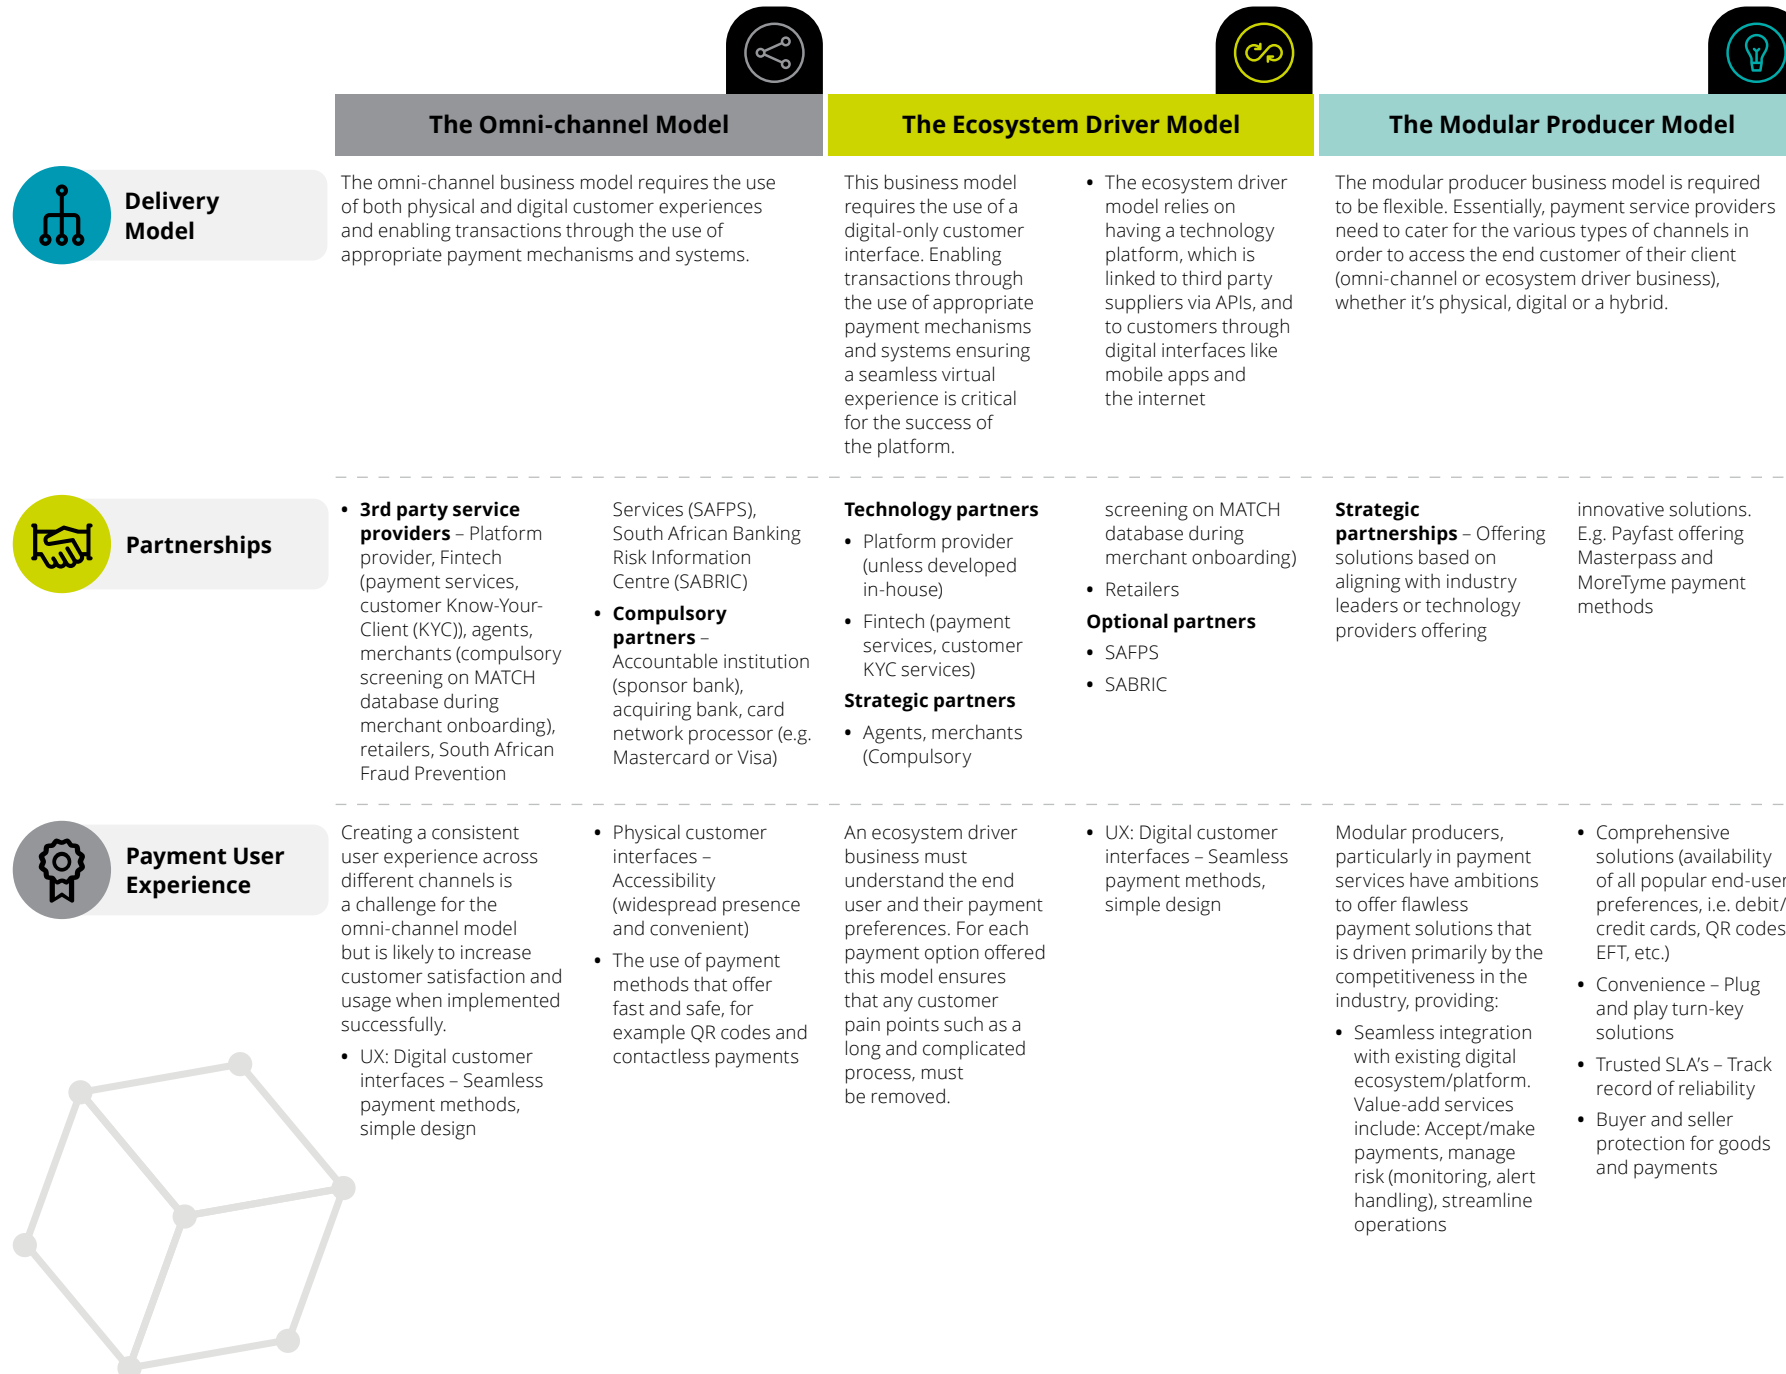 The Omni-channel Model
The Ecosystem Driver Model
The Modular Producer Model
Delivery
Model
The omni-channel business model requires the use
of both physical and digital customer experiences
and enabling transactions through the use of
appropriate payment mechanisms and systems.
This business model
requires the use of a
digital-only customer
interface. Enabling
transactions through
the use of appropriate
payment mechanisms
and systems ensuring
a seamless virtual
experience is critical
for the success of
the platform.
• The ecosystem driver
model relies on
having a technology
platform, which is
linked to third party
suppliers via APIs, and
to customers through
digital interfaces like
mobile apps and
the internet
The modular producer business model is required
to be flexible. Essentially, payment service providers
need to cater for the various types of channels in
order to access the end customer of their client
(omni-channel or ecosystem driver business),
whether it's physical, digital or a hybrid.
Partnerships
• 3rd party service
providers – Platform
provider, Fintech
(payment services,
customer Know-Your-
Client (KYC)), agents,
merchants (compulsory
screening on MATCH
database during
merchant onboarding),
retailers, South African
Fraud Prevention
Services (SAFPS),
South African Banking
Risk Information
Centre (SABRIC)
• Compulsory
partners –
Accountable institution
(sponsor bank),
acquiring bank, card
network processor (e.g.
Mastercard or Visa)
Technology partners
• Platform provider
(unless developed
in-house)
• Fintech (payment
services, customer
KYC services)
Strategic partners
• Agents, merchants
(Compulsory
screening on MATCH
database during
merchant onboarding)
• Retailers
Optional partners
• SAFPS
• SABRIC
Strategic
partnerships – Offering
solutions based on
aligning with industry
leaders or technology
providers offering
innovative solutions.
E.g. Payfast offering
Masterpass and
MoreTyme payment
methods
Payment User
Experience
Creating a consistent
user experience across
different channels is
a challenge for the
omni-channel model
but is likely to increase
customer satisfaction and
usage when implemented
successfully.
• UX: Digital customer
interfaces – Seamless
payment methods,
simple design
• Physical customer
interfaces –
Accessibility
(widespread presence
and convenient)
• The use of payment
methods that offer
fast and safe, for
example QR codes and
contactless payments
An ecosystem driver
business must
understand the end
user and their payment
preferences. For each
payment option offered
this model ensures
that any customer
pain points such as a
long and complicated
process, must
be removed.
• UX: Digital customer
interfaces – Seamless
payment methods,
simple design
Modular producers,
particularly in payment
services have ambitions
to offer flawless
payment solutions that
is driven primarily by the
competitiveness in the
industry, providing:
• Seamless integration
with existing digital
ecosystem/platform.
Value-add services
include: Accept/make
payments, manage
risk (monitoring, alert
handling), streamline
operations
• Comprehensive
solutions (availability
of all popular end-user
preferences, i.e. debit/
credit cards, QR codes
EFT, etc.)
• Convenience – Plug
and play turn-key
solutions
• Trusted SLA's – Track
record of reliability
• Buyer and seller
protection for goods
and payments